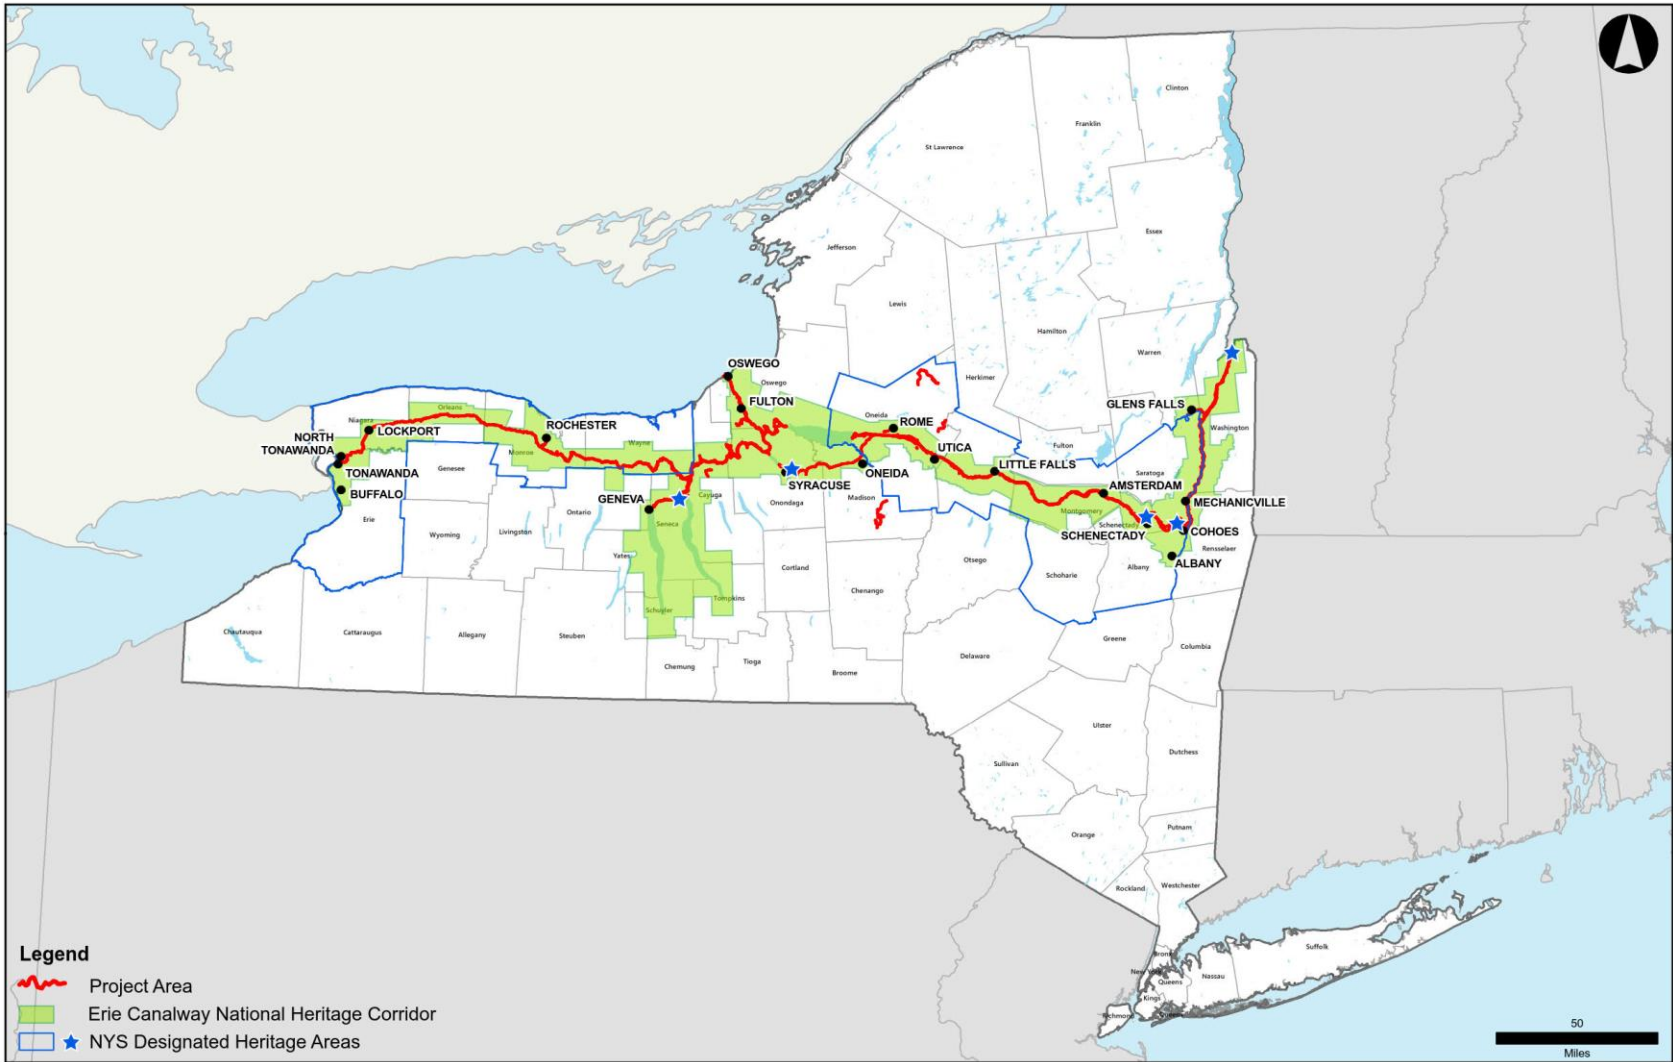 Clinton
Franklin
St Lawrence
Essex
Jefferson
Lewis
Hamilton
Warren
Herkimer
OSWEGO
Oswego
FULTON
Oneida
ROME
GLENS FALLS
Washington
Fulton
Orleans
Niagara
LOCKPORT
ROCHESTER
Wayne
Monroe
NORTH
TONAWANDA
TONAWANDA
BUFFALO
Genesee
UTICA
LITTLE FALLS
Saratoga
AMSTERDAM
MECHANICVILLE
SYRACUSE
ONEIDA
GENEVA
Cayuga
Onondaga
Madison
Montgomery
Schenectady
SCHENECTADY
COHOES
Rensselaer
ALBANY
Albany
Erie
Wyoming
Livingston
Ontario
Seneca
Yates
Cortland
Otsego
Schoharie
Chenango
Tompkins
Schuyler
Chautauqua
Cattaraugus
Allegany
Steuben
Chemung
Tioga
Broome
Delaware
Greene
Columbia
Ulster
Dutchess
Sullivan
Orange
Putnam
Rockland
Westchester
Suffolk
Nassau
Bronx
New York
Queens
Kings
Richmond
Legend
Project Area
Erie Canalway National Heritage Corridor
NYS Designated Heritage Areas
50
Miles